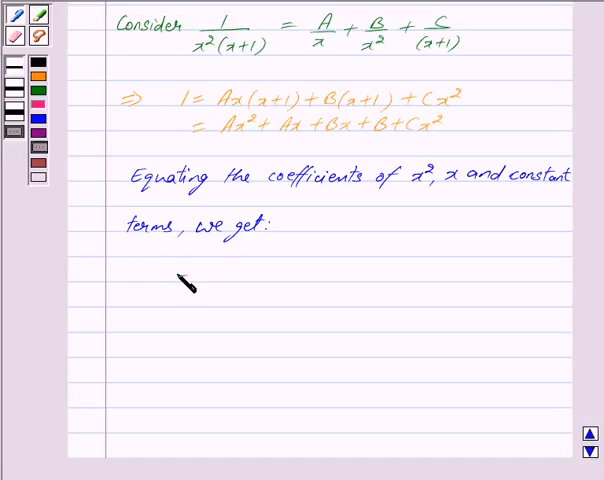 Consider 1/x²(x+1) = A/x + B/x² + C/(x+1)
⇒ 1 = Ax(x+1) + B(x+1) + Cx²
= Ax² + Ax + Bx + B + Cx²
Equating the coefficients of x², x and constant
terms, we get: